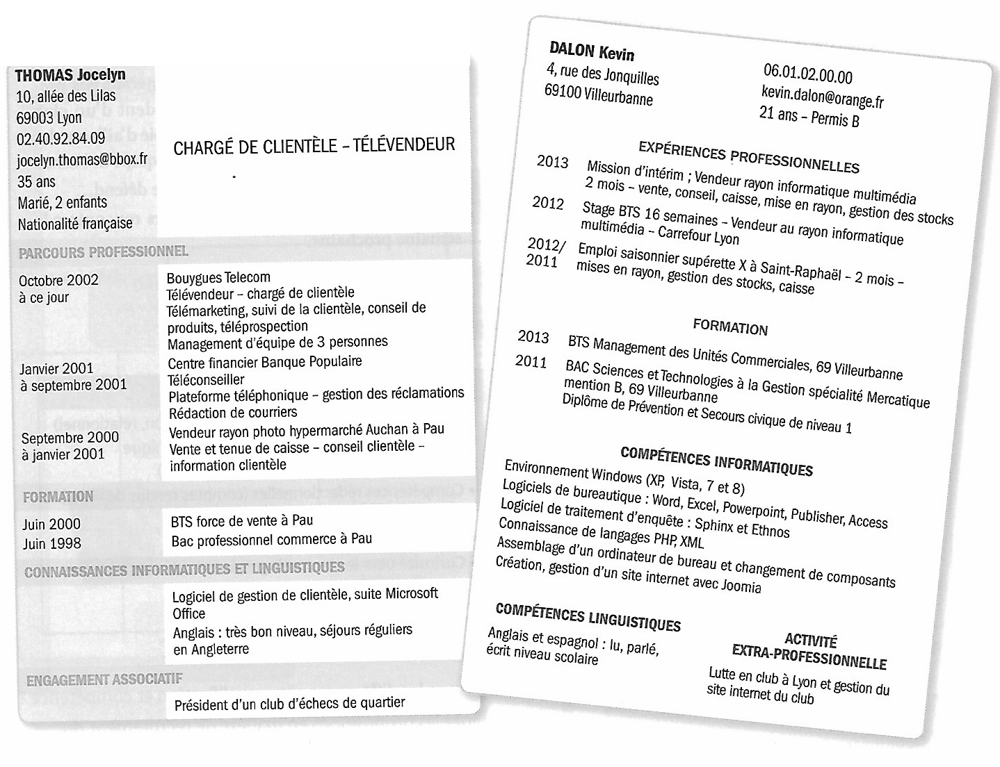 THOMAS Jocelyn
10, allée des Lilas
69003 Lyon
02.40.92.84.09
jocelyn.thomas@bbox.fr
35 ans
Marié, 2 enfants
Nationalité française
CHARGÉ DE CLIENTÈLE – TÉLÉVENDEUR
PARCOURS PROFESSIONNEL
Octobre 2002
à ce jour
Bouygues Telecom
Télévendeur – chargé de clientèle
Télémarketing, suivi de la clientèle, conseil de
produits, téléprospection
Management d'équipe de 3 personnes
Janvier 2001
à septembre 2001
Centre financier Banque Populaire
Téléconseiller
Plateforme téléphonique – gestion des réclamations
Rédaction de courriers
Septembre 2000
à janvier 2001
Vendeur rayon photo hypermarché Auchan à Pau
Vente et tenue de caisse – conseil clientèle –
information clientèle
FORMATION
Juin 2000 BTS force de vente à Pau
Juin 1998 Bac professionnel commerce à Pau
CONNAISSANCES INFORMATIQUES ET LINGUISTIQUES
Logiciel de gestion de clientèle, suite Microsoft
Office
Anglais : très bon niveau, séjours réguliers
en Angleterre
ENGAGEMENT ASSOCIATIF
Président d'un club d'échecs de quartier
DALON Kevin
4, rue des Jonquilles
69100 Villeurbanne
06.01.02.00.00
kevin.dalon@orange.fr
21 ans – Permis B
EXPÉRIENCES PROFESSIONNELLES
2013 Mission d'intérim ; Vendeur rayon informatique multimédia
2 mois – vente, conseil, caisse, mise en rayon, gestion des stocks
2012 Stage BTS 16 semaines – Vendeur au rayon informatique
multimédia – Carrefour Lyon
2012/ Emploi saisonnier supérette X à Saint-Raphaël – 2 mois –
2011 mises en rayon, gestion des stocks, caisse
FORMATION
2013 BTS Management des Unités Commerciales, 69 Villeurbanne
2011 BAC Sciences et Technologies à la Gestion spécialité Mercatique
mention B, 69 Villeurbanne
Diplôme de Prévention et Secours civique de niveau 1
COMPÉTENCES INFORMATIQUES
Environnement Windows (XP, Vista, 7 et 8)
Logiciels de bureautique : Word, Excel, Powerpoint, Publisher, Access
Logiciel de traitement d'enquête : Sphinx et Ethnos
Connaissance de langages PHP, XML
Assemblage d'un ordinateur de bureau et changement de composants
Création, gestion d'un site internet avec Joomia
COMPÉTENCES LINGUISTIQUES
Anglais et espagnol : lu, parlé,
écrit niveau scolaire
ACTIVITÉ
EXTRA-PROFESSIONNELLE
Lutte en club à Lyon et gestion du
site internet du club